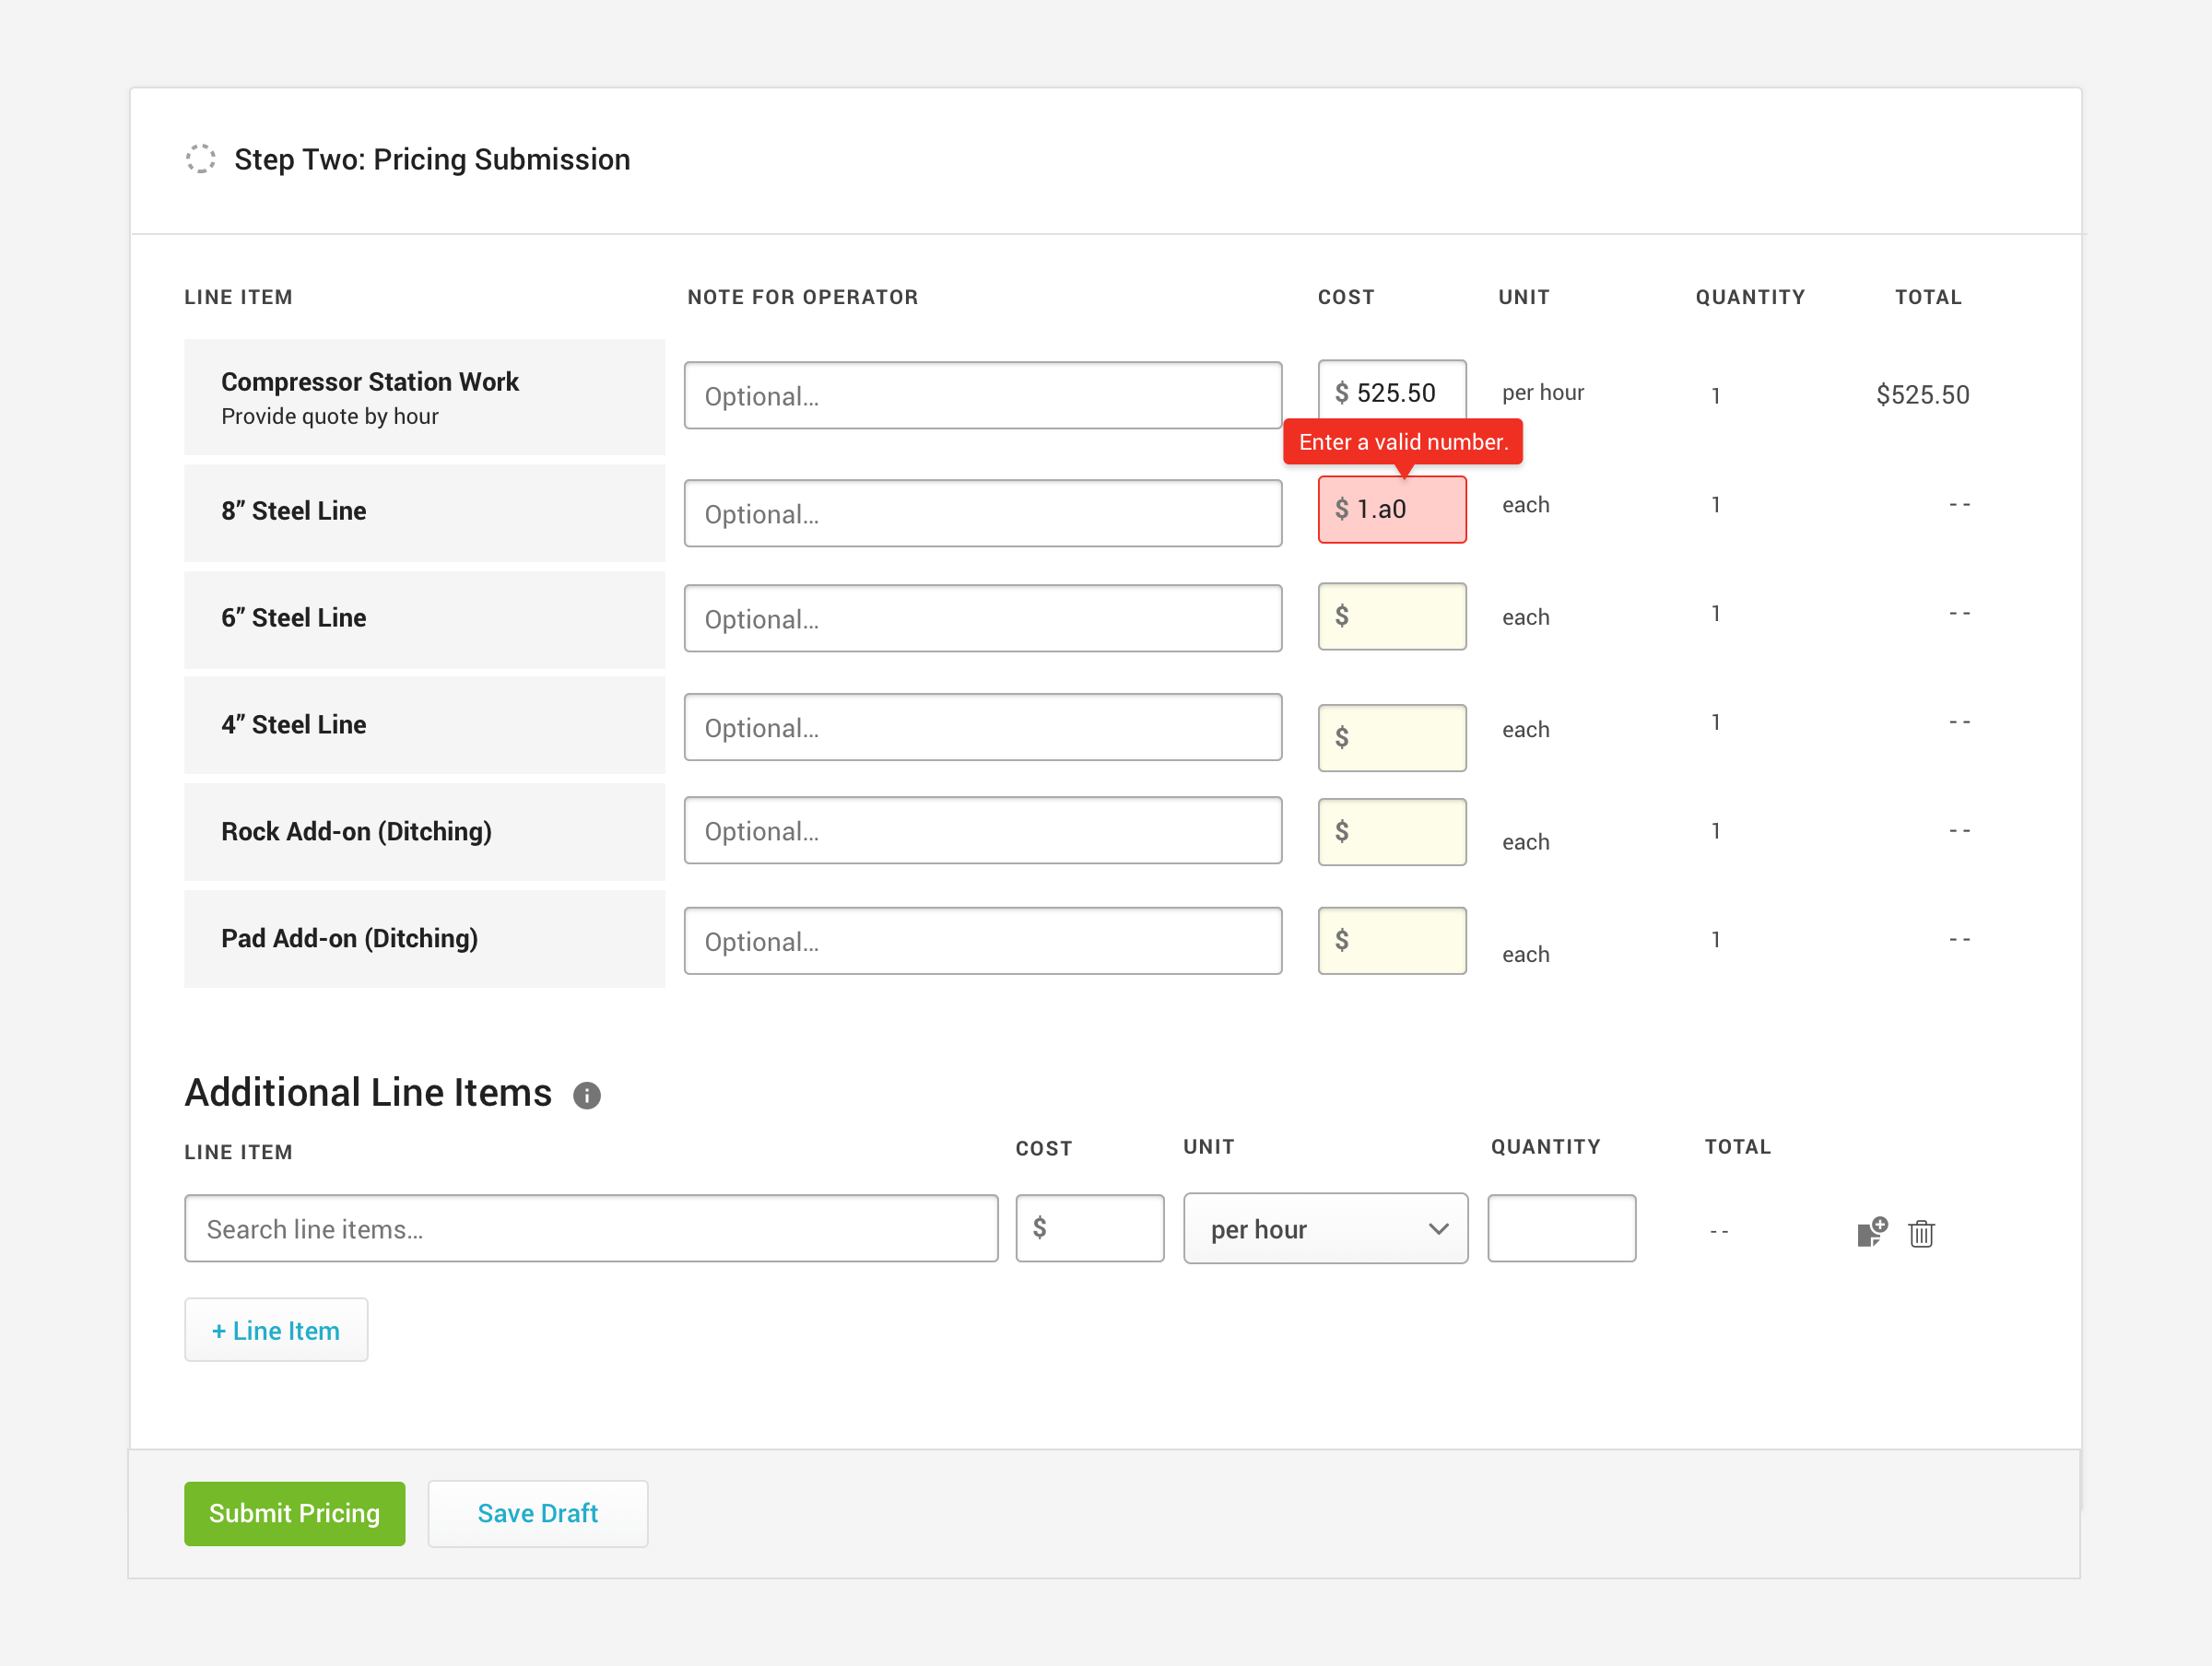 Step Two: Pricing Submission
LINE ITEM NOTE FOR OPERATOR COST UNIT QUANTITY TOTAL
Compressor Station Work
Provide quote by hour
Optional... $ 525.50 per hour 1 $525.50
Enter a valid number.
8” Steel Line Optional... $ 1.a0 each 1 - -
6” Steel Line Optional... $ each 1 - -
4” Steel Line Optional... $ each 1 - -
Rock Add-on (Ditching) Optional... $ each 1 - -
Pad Add-on (Ditching) Optional... $ each 1 - -
Additional Line Items i
LINE ITEM COST UNIT QUANTITY TOTAL
Search line items... $ per hour - -
+ Line Item
Submit Pricing Save Draft